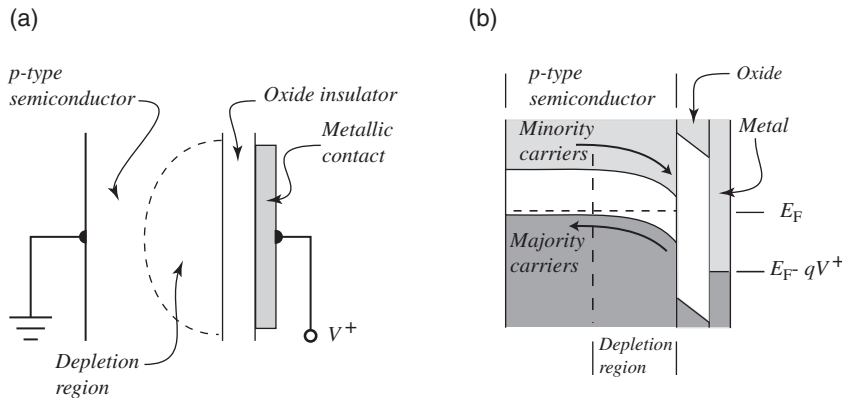 (a)
p-type
semiconductor
Oxide insulator
Metallic
contact
V+
Depletion
region
(b)
p-type
semiconductor
Oxide
Minority
carriers
Metal
EF
Majority
carriers
EF- qV+
Depletion
region